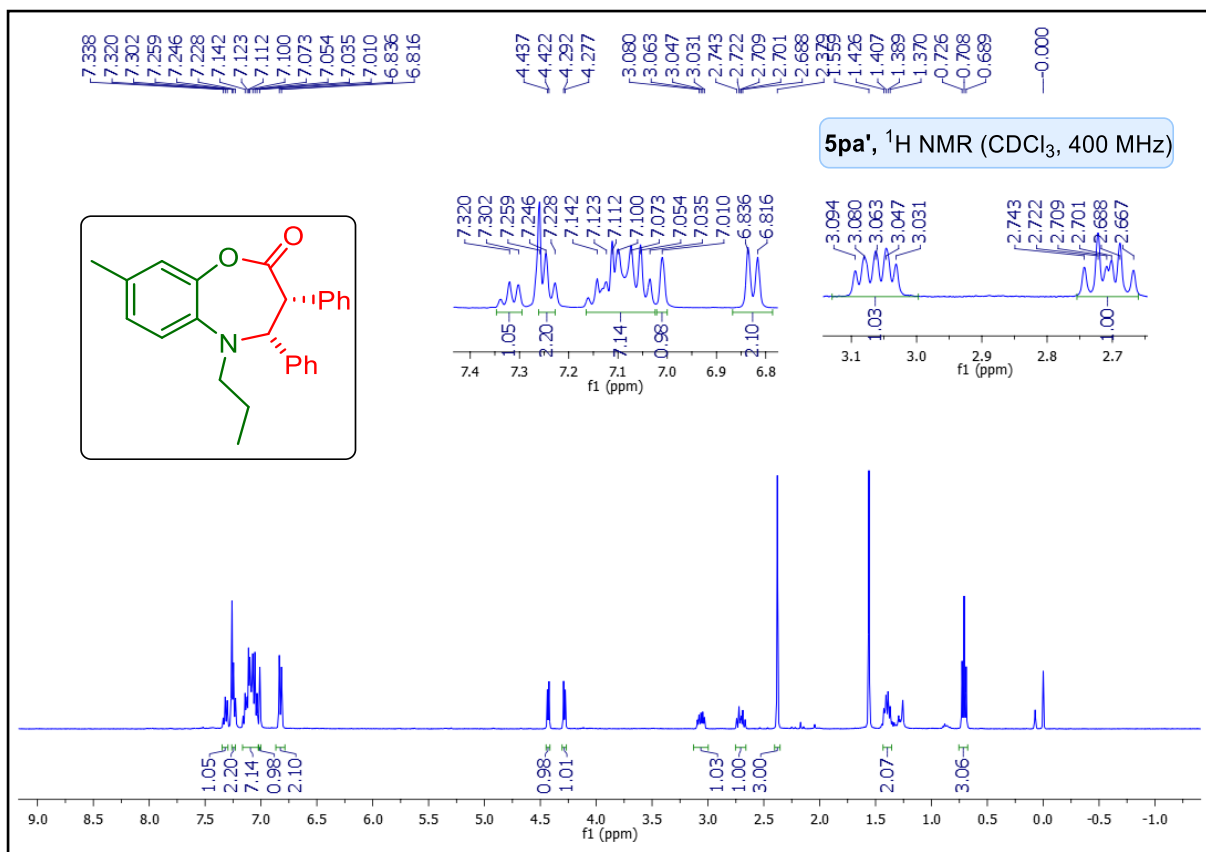 7.338 7.320 7.302 7.259 7.246 7.228 7.142 7.123 7.112 7.100 7.073 7.054 7.035 7.010 6.836 6.816 4.437 4.422 4.292 4.277 3.080 3.063 3.047 3.031 2.743 2.722 2.709 2.701 2.688 2.379 1.559 1.426 1.407 1.389 1.370 0.726 0.708 0.689 -0.000
5pa', ¹H NMR (CDCl₃, 400 MHz)
7.320 7.302 7.259 7.246 7.228 7.142 7.123 7.112 7.100 7.073 7.054 7.035 7.010 6.836 6.816
3.094 3.080 3.063 3.047 3.031 2.743 2.722 2.709 2.701 2.688 2.667
O
O
Ph
N
Ph
1.05 2.20 7.14 0.98 2.10
7.4 7.3 7.2 7.1 7.0 6.9 6.8
f1 (ppm)
1.03 1.00
3.1 3.0 2.9 2.8 2.7
f1 (ppm)
1.05 2.20 7.14 0.98 2.10 0.98 1.01 1.03 1.00 3.00 2.07 3.06
9.0 8.5 8.0 7.5 7.0 6.5 6.0 5.5 5.0 4.5 4.0 3.5 3.0 2.5 2.0 1.5 1.0 0.5 0.0 -0.5 -1.0
f1 (ppm)